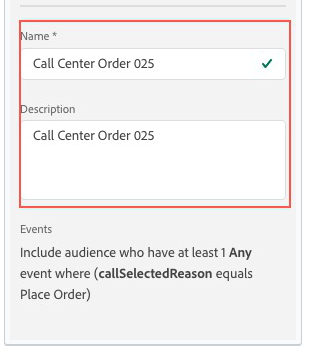 Name *
Call Center Order 025
Description
Call Center Order 025
Events
Include audience who have at least 1 Any
event where (callSelectedReason equals
Place Order)